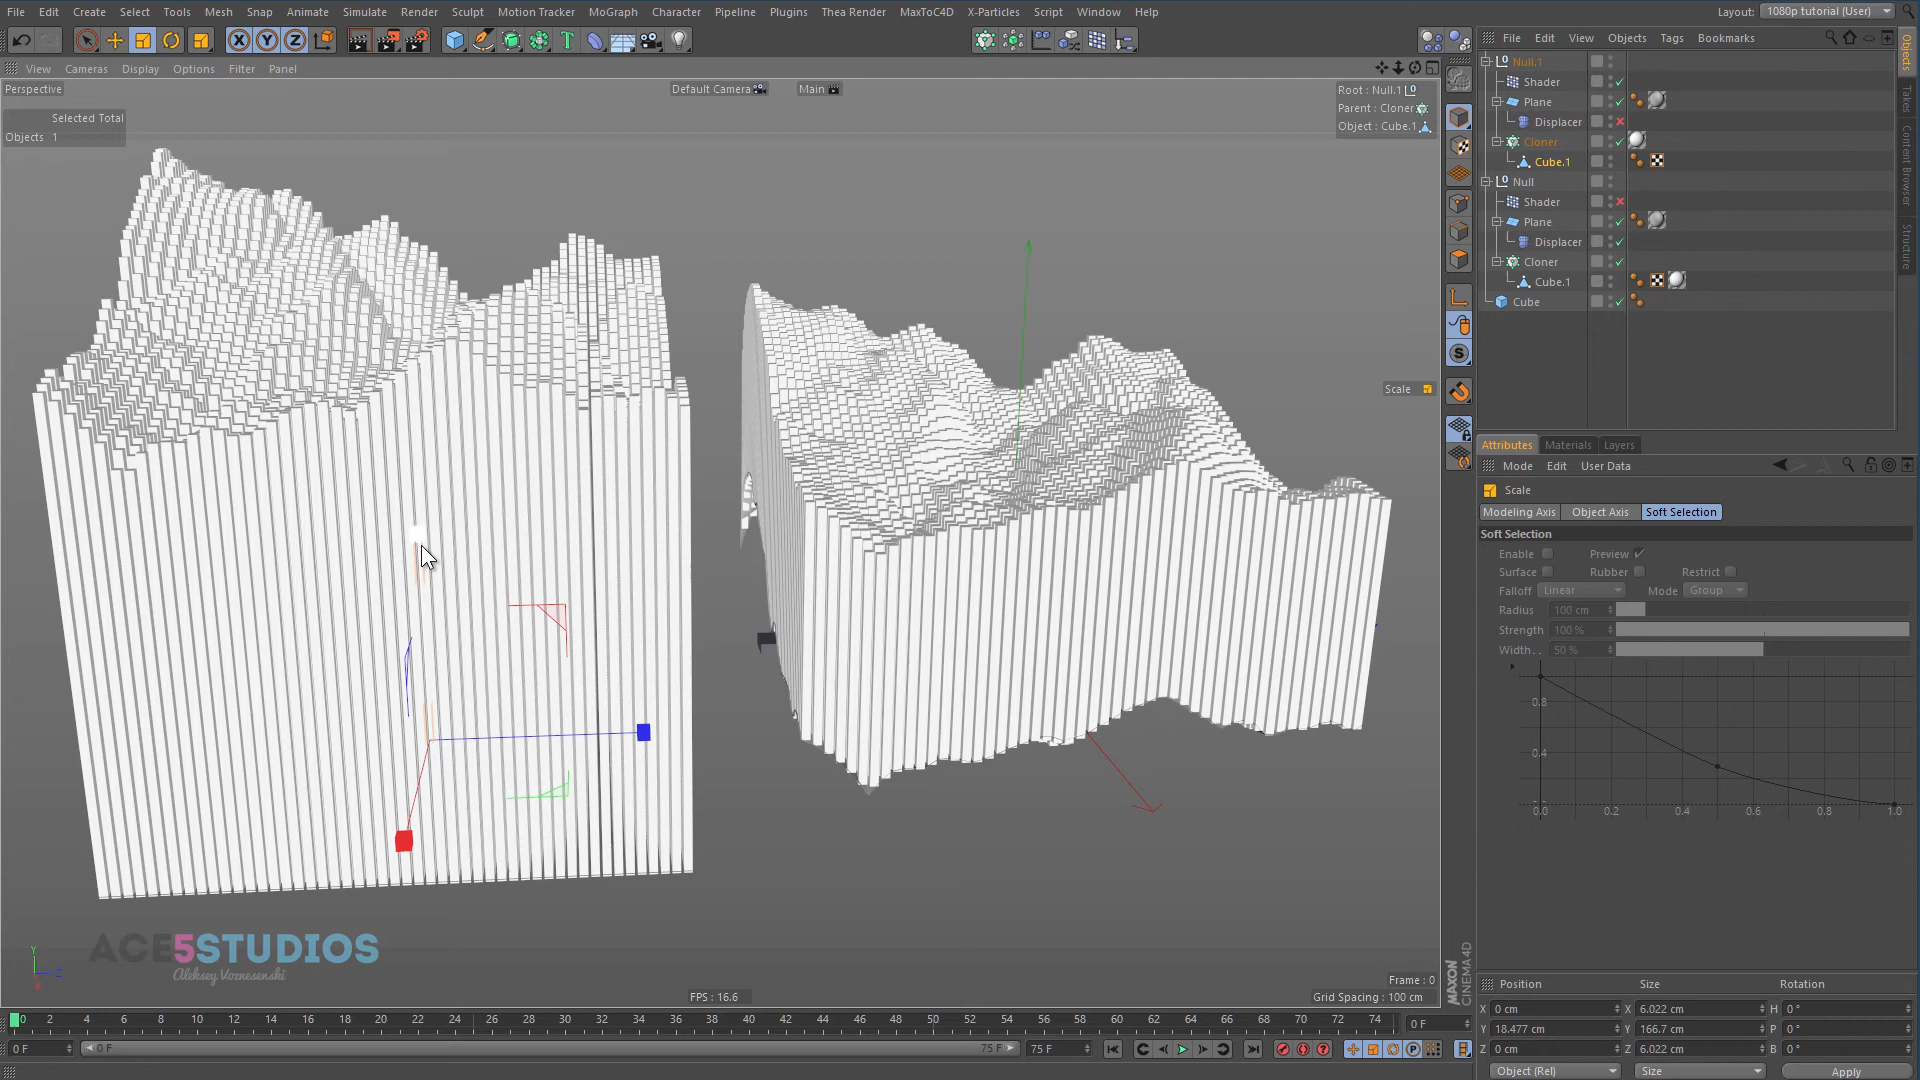 File Edit Create Select Tools Mesh Snap Animate Simulate Render Sculpt Motion Tracker MoGraph Character Pipeline Plugins Thea Render MaxToC4D X-Particles Script Window Help
Layout: 1080p tutorial (User)
X Y Z
File Edit View Objects Tags Bookmarks
View Cameras Display Options Filter Panel
Perspective
Default Camera
Main
Root : Null.1
Parent : Cloner
Object : Cube.1
Selected Total
Objects 1
Null.1
Shader
Plane
Displacer
Cloner
Cube.1
Null
Shader
Plane
Displacer
Cloner
Cube.1
Cube
Objects
Takes
Content Browser
Structure
Scale
Attributes Materials Layers
Mode Edit User Data
Scale
Modeling Axis Object Axis Soft Selection
Soft Selection
Enable Preview
Surface Rubber Restrict
Falloff Linear Mode Group
Radius 100 cm
Strength 100 %
Width . . 50 %
0.8
0.4
0.0 0.2 0.4 0.6 0.8 1.0
ACE5STUDIOS
Aleksey Voznesenski
Y
Z
X
FPS : 16.6
Frame : 0
Grid Spacing : 100 cm
MAXON
CINEMA 4D
0 2 4 6 8 10 12 14 16 18 20 22 24 26 28 30 32 34 36 38 40 42 44 46 48 50 52 54 56 58 60 62 64 66 68 70 72 74
0 F
0 F
0 F
75 F
75 F
Position Size Rotation
X 0 cm X 6.022 cm H 0 °
Y 18.477 cm Y 166.7 cm P 0 °
Z 0 cm Z 6.022 cm B 0 °
Object (Rel) Size Apply